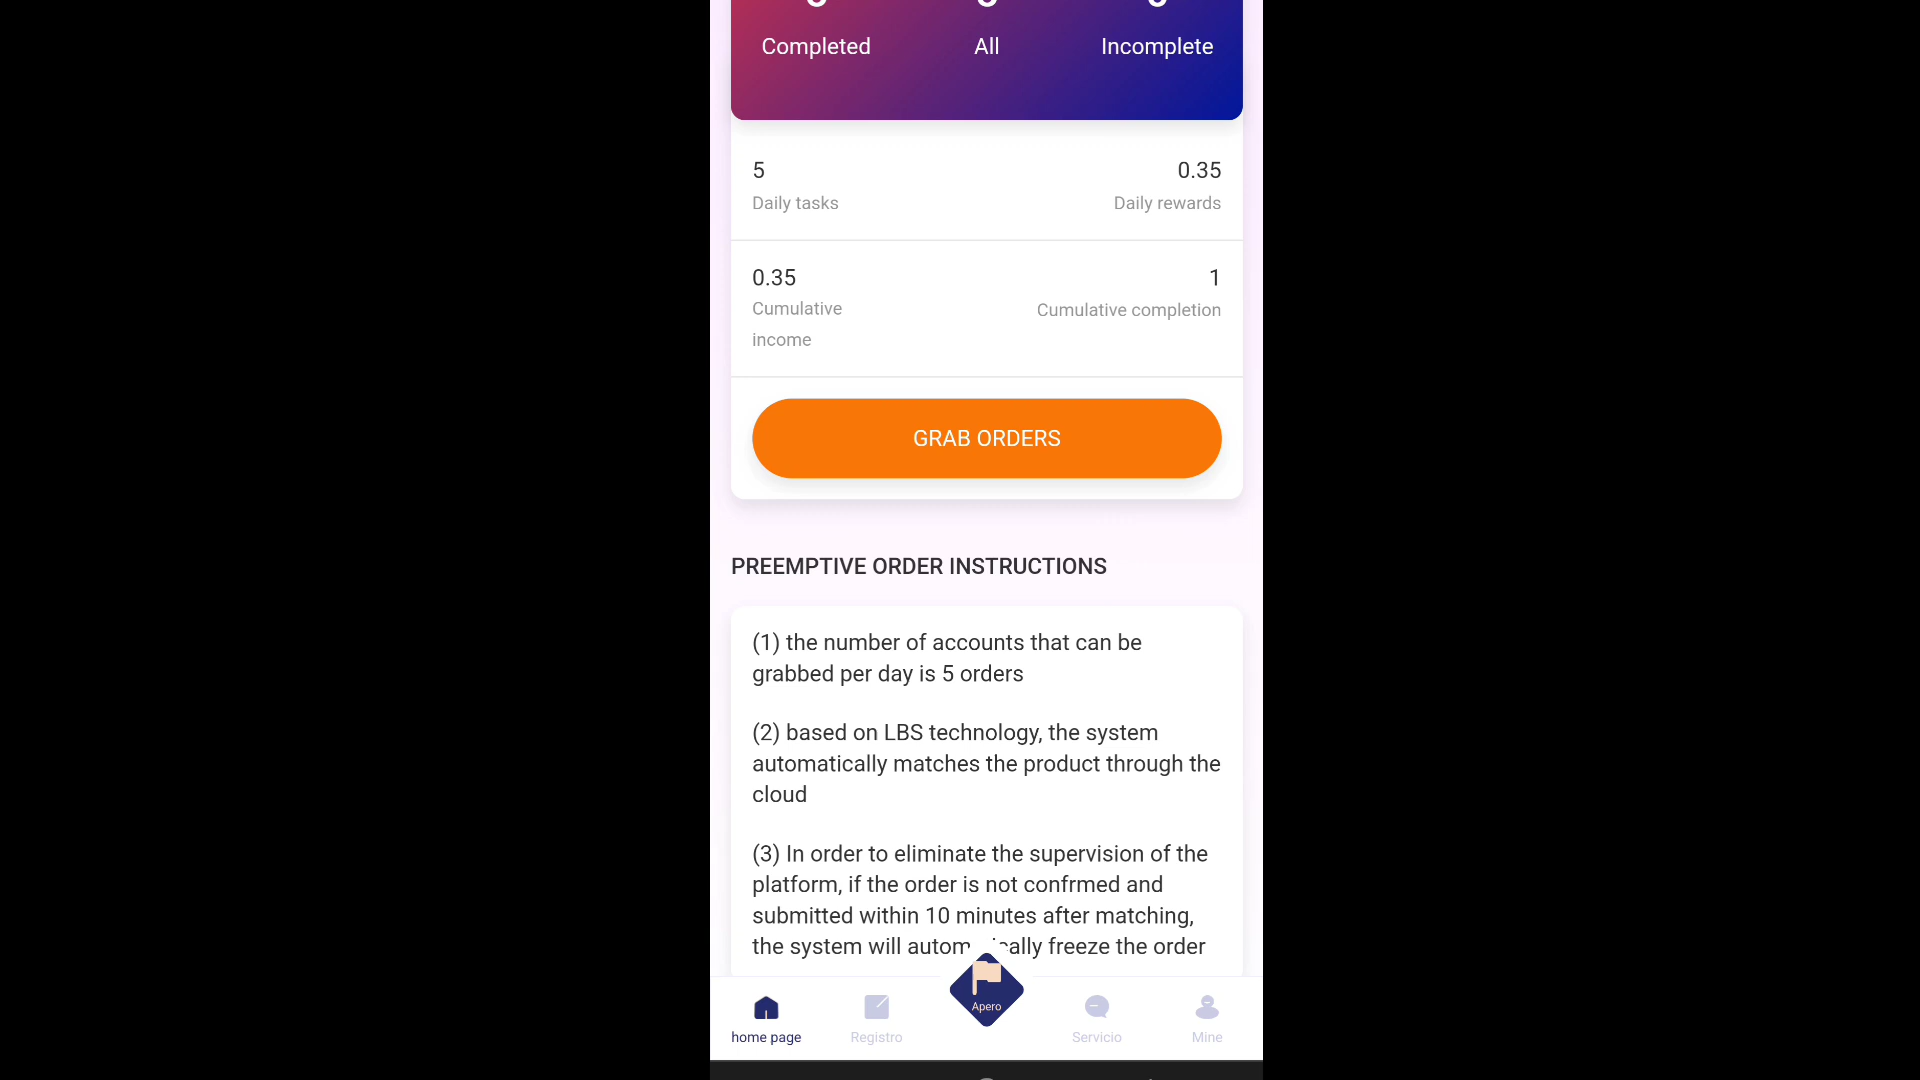 Completed All Incomplete
5 0.35
Daily tasks Daily rewards
0.35 1
Cumulative Cumulative completion
income
GRAB ORDERS
PREEMPTIVE ORDER INSTRUCTIONS
(1) the number of accounts that can be
grabbed per day is 5 orders
(2) based on LBS technology, the system
automatically matches the product through the
cloud
(3) In order to eliminate the supervision of the
platform, if the order is not confrmed and
submitted within 10 minutes after matching,
the system will freeze the order
Apero
home page Registro Servicio Mine